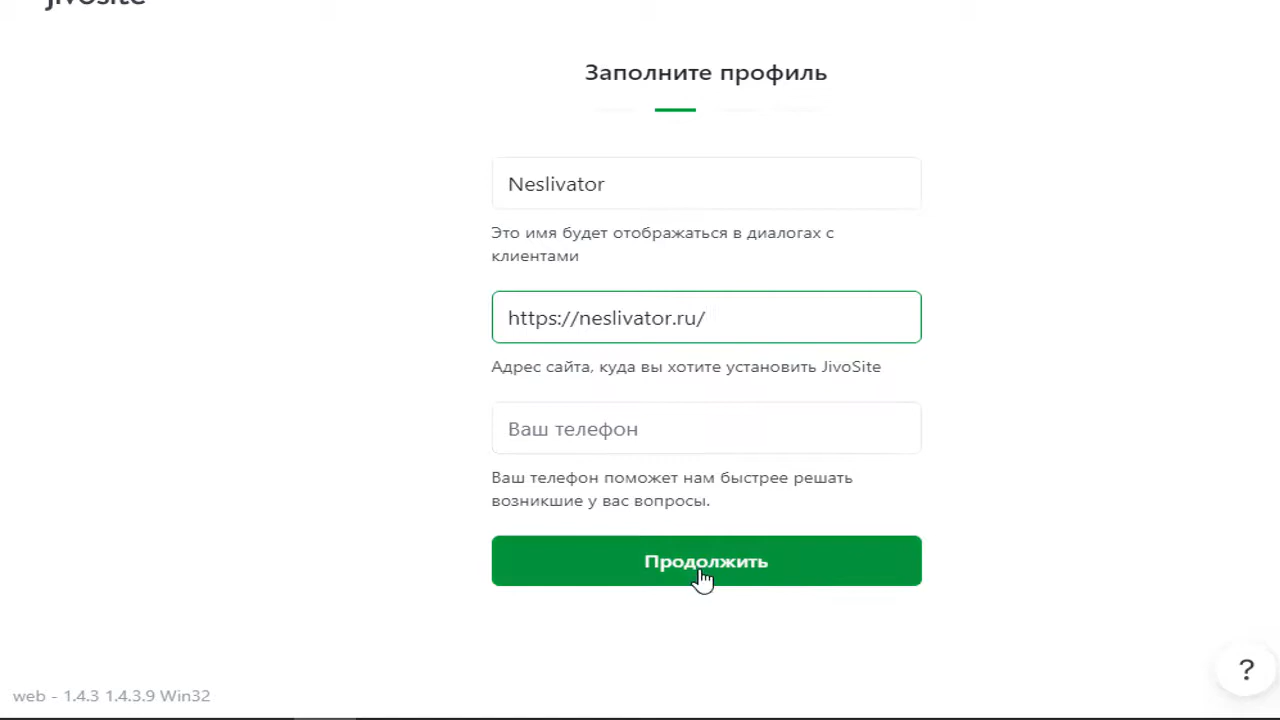 jivosite
Заполните профиль
Neslivator
Это имя будет отображаться в диалогах с
клиентами
https://neslivator.ru/
Адрес сайта, куда вы хотите установить JivoSite
Ваш телефон
Ваш телефон поможет нам быстрее решать
возникшие у вас вопросы.
Продолжить
?
web - 1.4.3 1.4.3.9 Win32